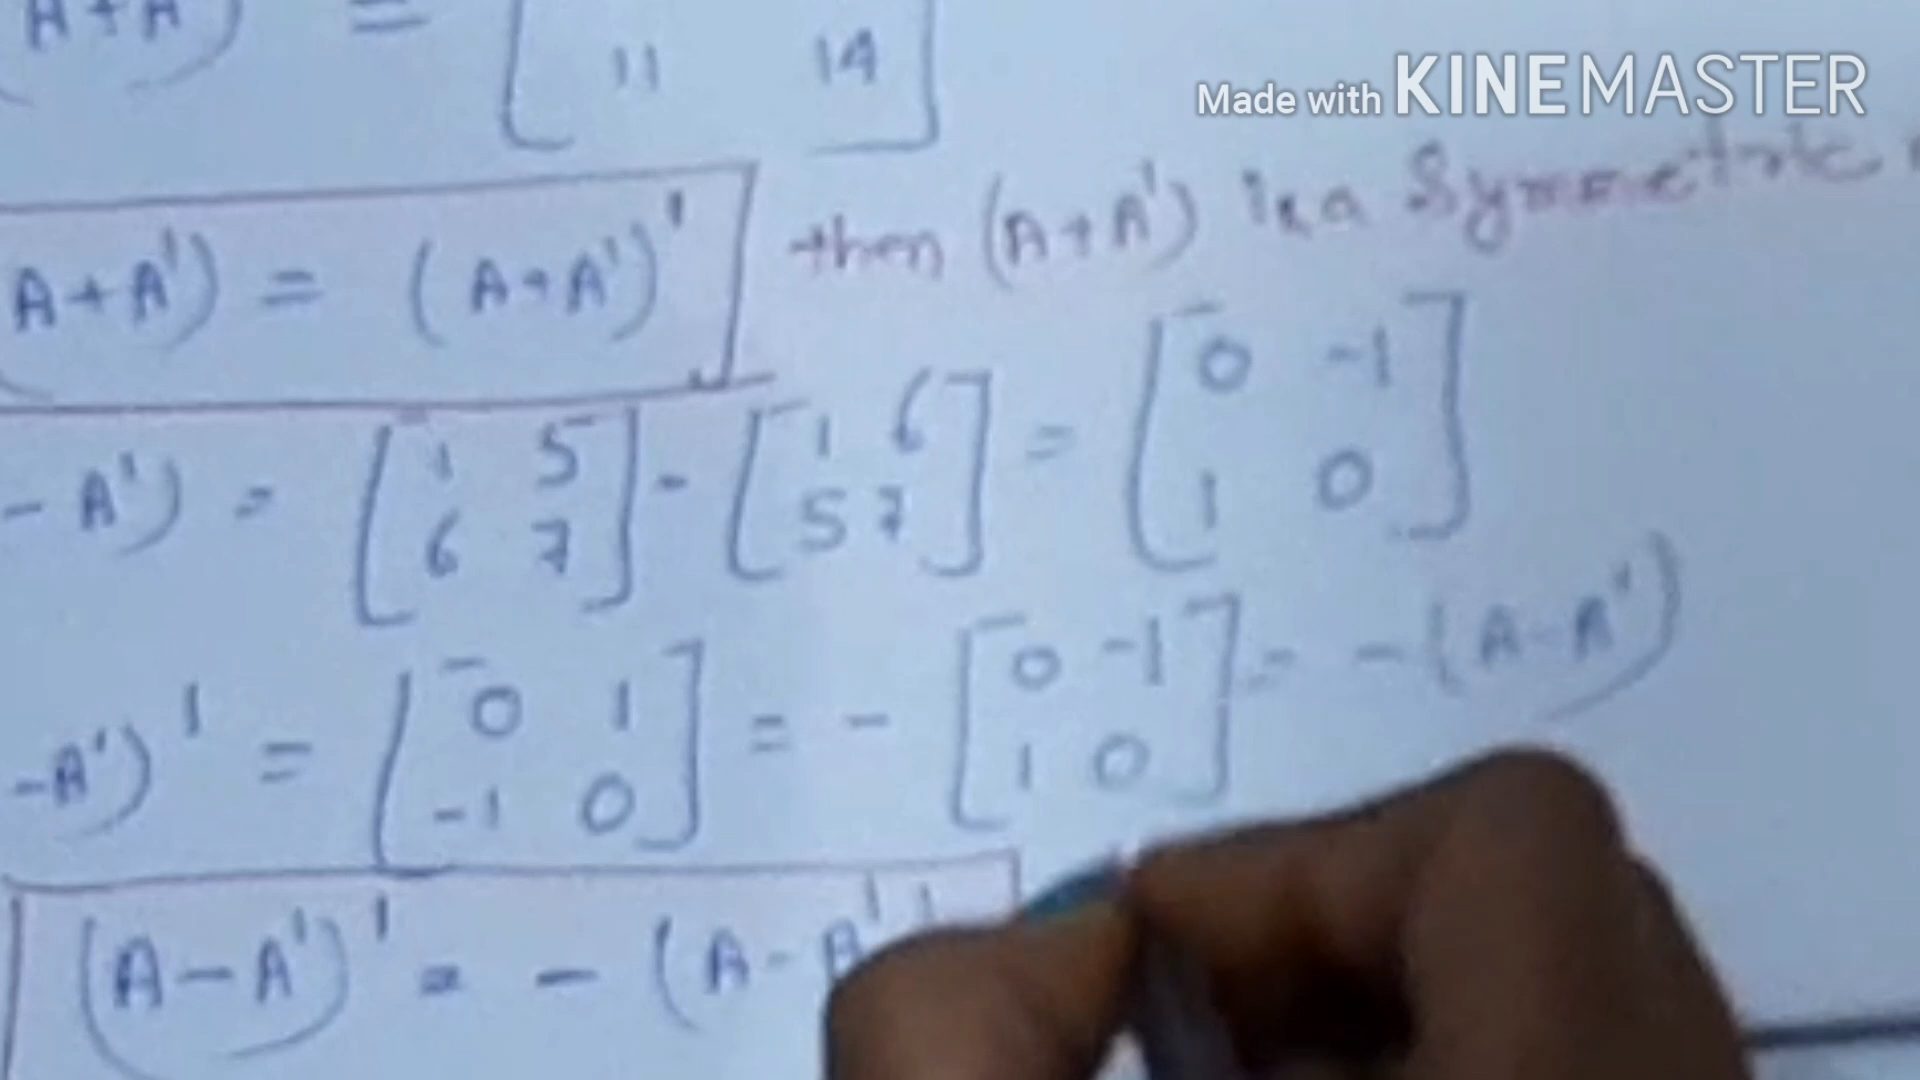 Made with KINEMASTER
(A+A') = [
11 14 ]
(A+A') = (A+A')' then (A+A') is a Symmetric
- A') = [ 1 5
6 7 ] - [ 1 6
5 7 ] = [ 0 -1
1 0 ]
-A')' = [ 0 1
-1 0 ] = - [ 0 -1
1 0 ] = -(A-A')
(A-A')' = -(A-A'